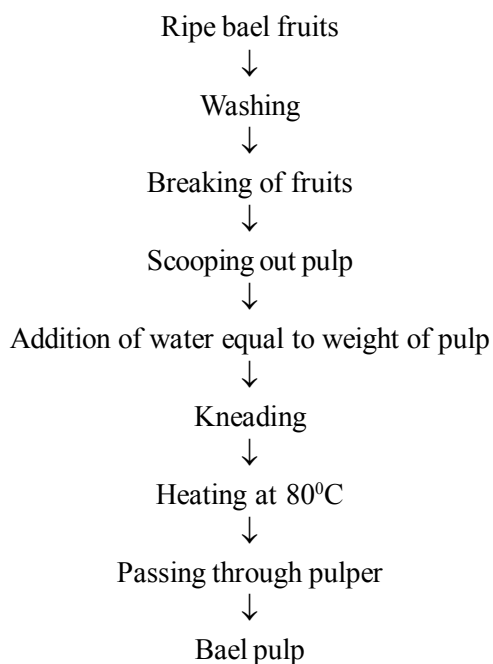 Ripe bael fruits
↓
Washing
↓
Breaking of fruits
↓
Scooping out pulp
↓
Addition of water equal to weight of pulp
↓
Kneading
↓
Heating at 80⁰C
↓
Passing through pulper
↓
Bael pulp